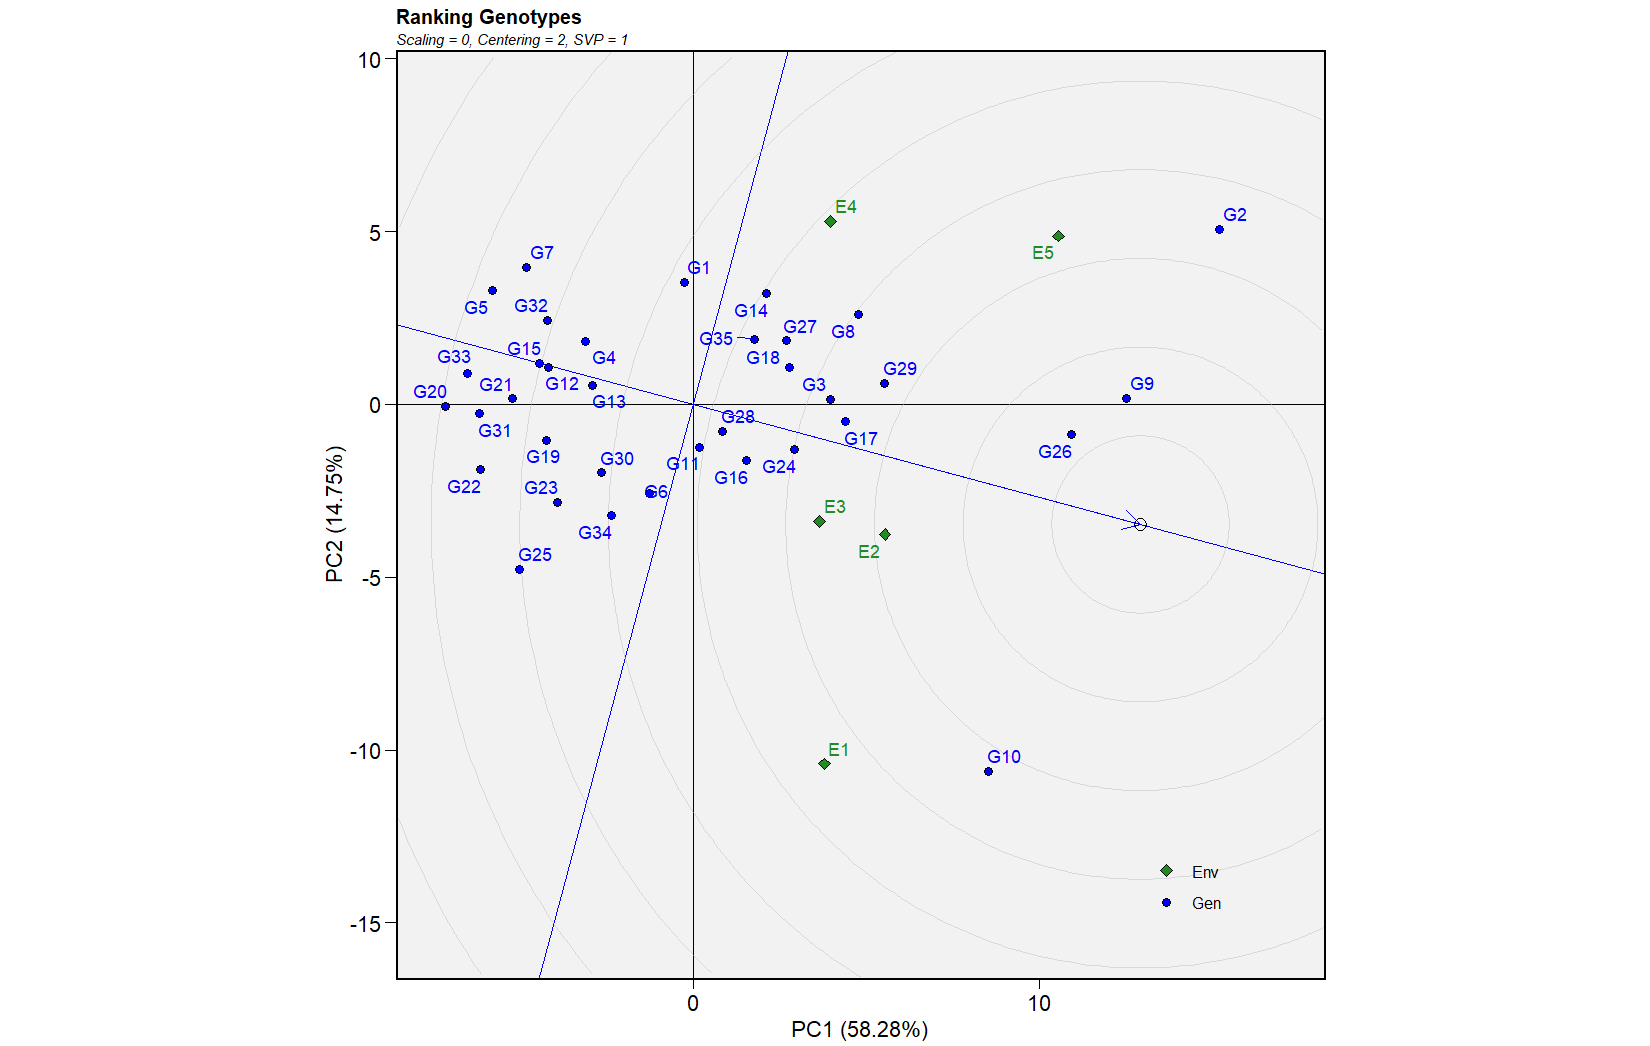 Ranking Genotypes
Scaling = 0, Centering = 2, SVP = 1
10
5
0
-5
-10
-15
PC2 (14.75%)
E4
G2
E5
G7
G1
G5
G32
G14
G27
G8
G35
G15
G18
G33
G4
G29
G12
G3
G9
G20
G21
G13
G28
G31
G17
G19
G30
G11
G24
G26
G22
G23
G6
G16
E3
G34
G25
E2
E1
G10
Env
Gen
0
10
PC1 (58.28%)